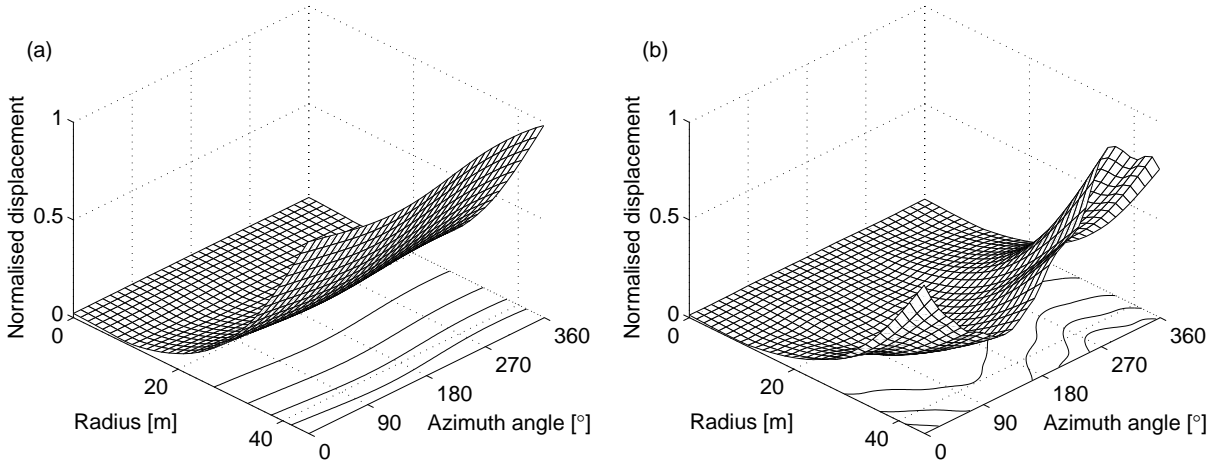 (a)
Normalised displacement
1
0.5
0
0
20
40
Radius [m]
0
90
180
270
360
Azimuth angle [°]
(b)
Normalised displacement
1
0.5
0
0
20
40
Radius [m]
0
90
180
270
360
Azimuth angle [°]